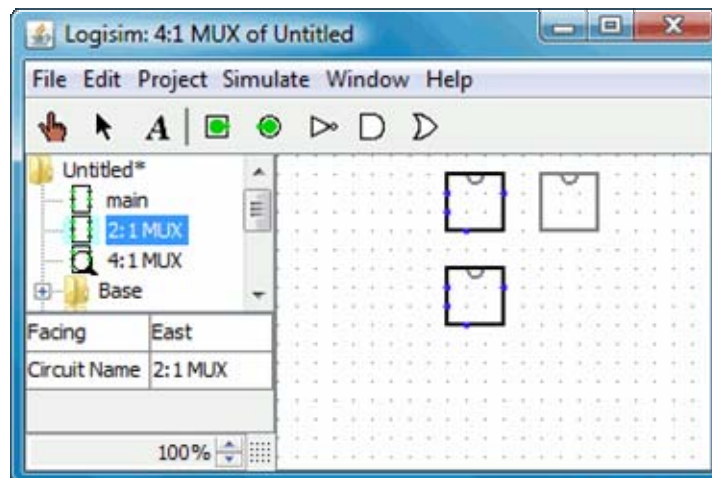 Logisim: 4:1 MUX of Untitled
File Edit Project Simulate Window Help
A
Untitled*
main
2:1 MUX
4:1 MUX
Base
Facing East
Circuit Name 2:1 MUX
100%